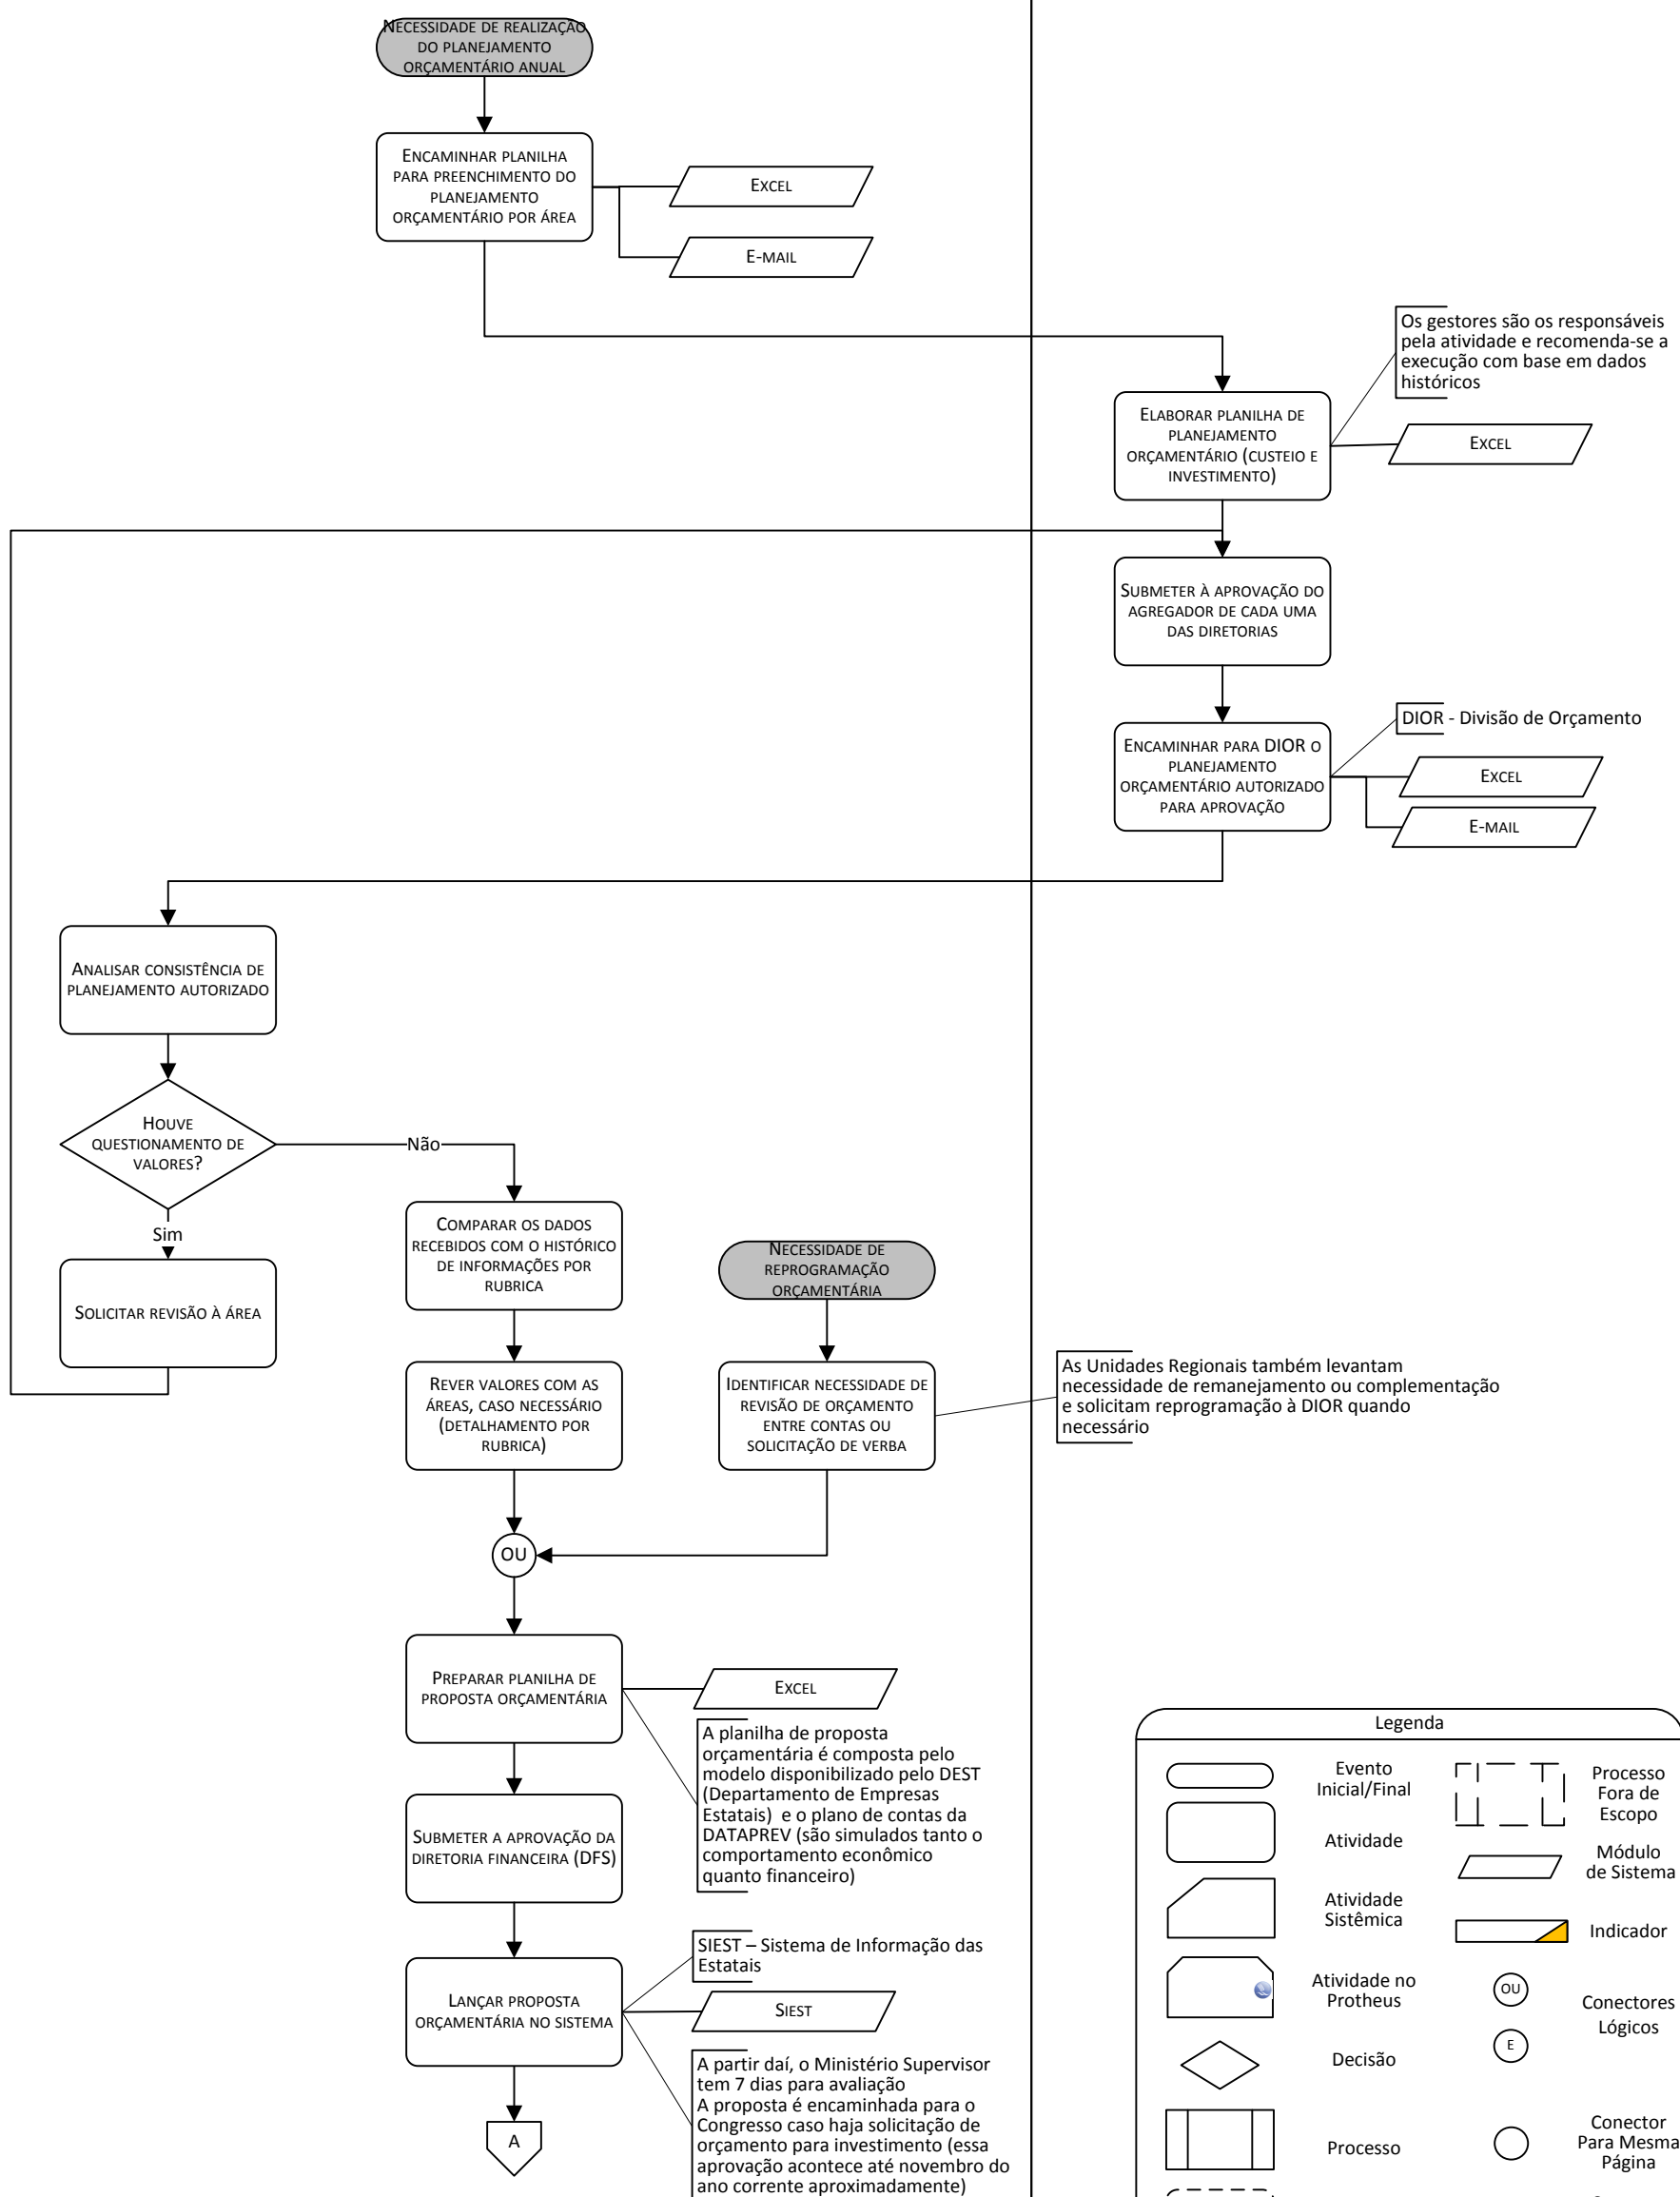 NECESSIDADE DE REALIZAÇÃO
DO PLANEJAMENTO
ORÇAMENTÁRIO ANUAL
ENCAMINHAR PLANILHA
PARA PREENCHIMENTO DO
PLANEJAMENTO
ORÇAMENTÁRIO POR ÁREA
EXCEL
E-MAIL
Os gestores são os responsáveis
pela atividade e recomenda-se a
execução com base em dados
históricos
ELABORAR PLANILHA DE
PLANEJAMENTO
ORÇAMENTÁRIO (CUSTEIO E
INVESTIMENTO)
EXCEL
SUBMETER À APROVAÇÃO DO
AGREGADOR DE CADA UMA
DAS DIRETORIAS
DIOR - Divisão de Orçamento
ENCAMINHAR PARA DIOR O
PLANEJAMENTO
ORÇAMENTÁRIO AUTORIZADO
PARA APROVAÇÃO
EXCEL
E-MAIL
ANALISAR CONSISTÊNCIA DE
PLANEJAMENTO AUTORIZADO
HOUVE
QUESTIONAMENTO DE
VALORES?
Não
Sim
SOLICITAR REVISÃO À ÁREA
COMPARAR OS DADOS
RECEBIDOS COM O HISTÓRICO
DE INFORMAÇÕES POR
RUBRICA
NECESSIDADE DE
REPROGRAMAÇÃO
ORÇAMENTÁRIA
REVER VALORES COM AS
ÁREAS, CASO NECESSÁRIO
(DETALHAMENTO POR
RUBRICA)
IDENTIFICAR NECESSIDADE DE
REVISÃO DE ORÇAMENTO
ENTRE CONTAS OU
SOLICITAÇÃO DE VERBA
As Unidades Regionais também levantam
necessidade de remanejamento ou complementação
e solicitam reprogramação à DIOR quando
necessário
OU
PREPARAR PLANILHA DE
PROPOSTA ORÇAMENTÁRIA
EXCEL
A planilha de proposta
orçamentária é composta pelo
modelo disponibilizado pelo DEST
(Departamento de Empresas
Estatais) e o plano de contas da
DATAPREV (são simulados tanto o
comportamento econômico
quanto financeiro)
SUBMETER A APROVAÇÃO DA
DIRETORIA FINANCEIRA (DFS)
SIEST – Sistema de Informação das
Estatais
LANÇAR PROPOSTA
ORÇAMENTÁRIA NO SISTEMA
SIEST
A partir daí, o Ministério Supervisor
tem 7 dias para avaliação
A proposta é encaminhada para o
Congresso caso haja solicitação de
orçamento para investimento (essa
aprovação acontece até novembro do
ano corrente aproximadamente)
A
Legenda
Evento
Inicial/Final
Atividade
Atividade
Sistêmica
Atividade no
Protheus
Decisão
Processo
Processo
Fora de
Escopo
Módulo
de Sistema
Indicador
OU
E
Conectores
Lógicos
Conector
Para Mesma
Página